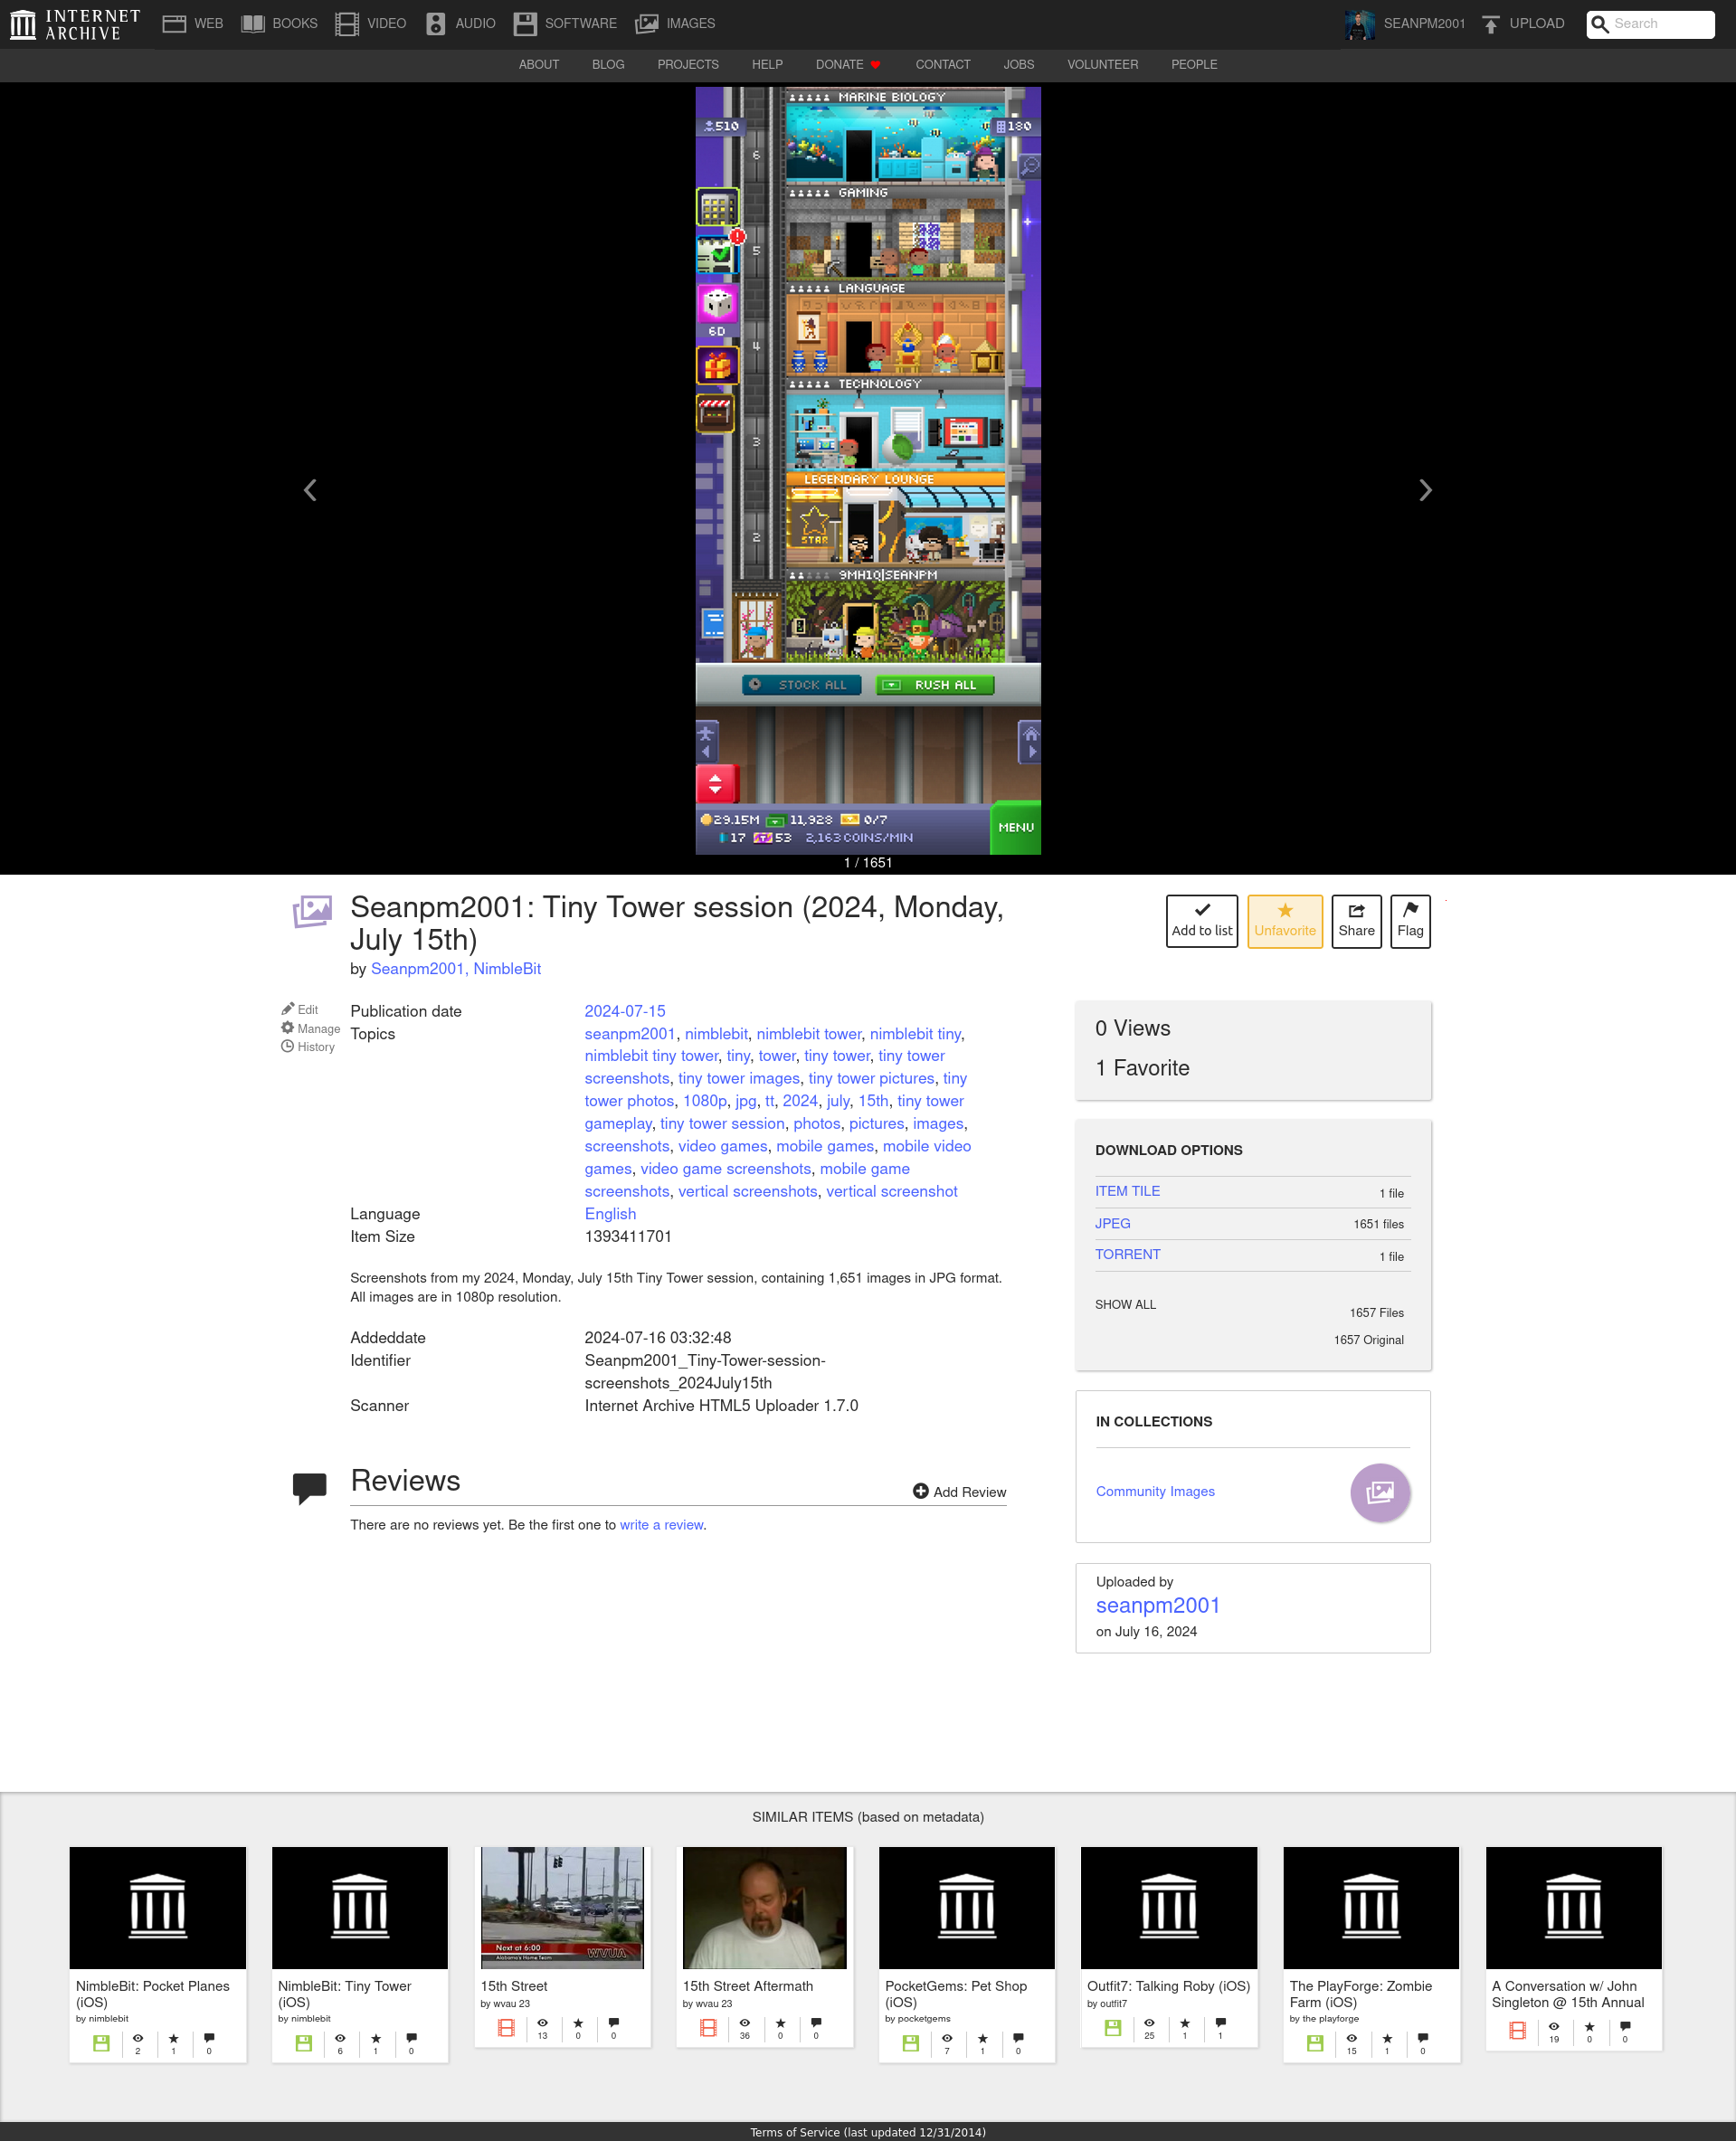 INTERNET
ARCHIVE
WEB BOOKS VIDEO AUDIO SOFTWARE IMAGES
SEANPM2001 UPLOAD Search
ABOUT BLOG PROJECTS HELP DONATE CONTACT JOBS VOLUNTEER PEOPLE
MARINE BIOLOGY
510
180
6
GAMING
5
LANGUAGE
6D
4
TECHNOLOGY
3
LEGENDARY LOUNGE
STAR
2
9MH1O|SEANPM
STOCK ALL RUSH ALL
29.15M 11,928 0/7
17 53 2,163 COINS/MIN
MENU
1 / 1651
Seanpm2001: Tiny Tower session (2024, Monday,
July 15th)
by Seanpm2001, NimbleBit
Add to list Unfavorite Share Flag
Edit
Manage
History
Publication date 2024-07-15
Topics seanpm2001, nimblebit, nimblebit tower, nimblebit tiny,
nimblebit tiny tower, tiny, tower, tiny tower, tiny tower
screenshots, tiny tower images, tiny tower pictures, tiny
tower photos, 1080p, jpg, tt, 2024, july, 15th, tiny tower
gameplay, tiny tower session, photos, pictures, images,
screenshots, video games, mobile games, mobile video
games, video game screenshots, mobile game
screenshots, vertical screenshots, vertical screenshot
Language English
Item Size 1393411701
Screenshots from my 2024, Monday, July 15th Tiny Tower session, containing 1,651 images in JPG format.
All images are in 1080p resolution.
Addeddate 2024-07-16 03:32:48
Identifier Seanpm2001_Tiny-Tower-session-
screenshots_2024July15th
Scanner Internet Archive HTML5 Uploader 1.7.0
Reviews
Add Review
There are no reviews yet. Be the first one to write a review.
0 Views
1 Favorite
DOWNLOAD OPTIONS
ITEM TILE 1 file
JPEG 1651 files
TORRENT 1 file
SHOW ALL
1657 Files
1657 Original
IN COLLECTIONS
Community Images
Uploaded by
seanpm2001
on July 16, 2024
SIMILAR ITEMS (based on metadata)
Next at 6:00
Alabama's Home Team
WVUA
NimbleBit: Pocket Planes
(iOS)
by nimblebit
2 1 0
NimbleBit: Tiny Tower
(iOS)
by nimblebit
6 1 0
15th Street
by wvau 23
13 0 0
15th Street Aftermath
by wvau 23
36 0 0
PocketGems: Pet Shop
(iOS)
by pocketgems
7 1 0
Outfit7: Talking Roby (iOS)
by outfit7
25 1 1
The PlayForge: Zombie
Farm (iOS)
by the playforge
15 1 0
A Conversation w/ John
Singleton @ 15th Annual
19 0 0
Terms of Service (last updated 12/31/2014)